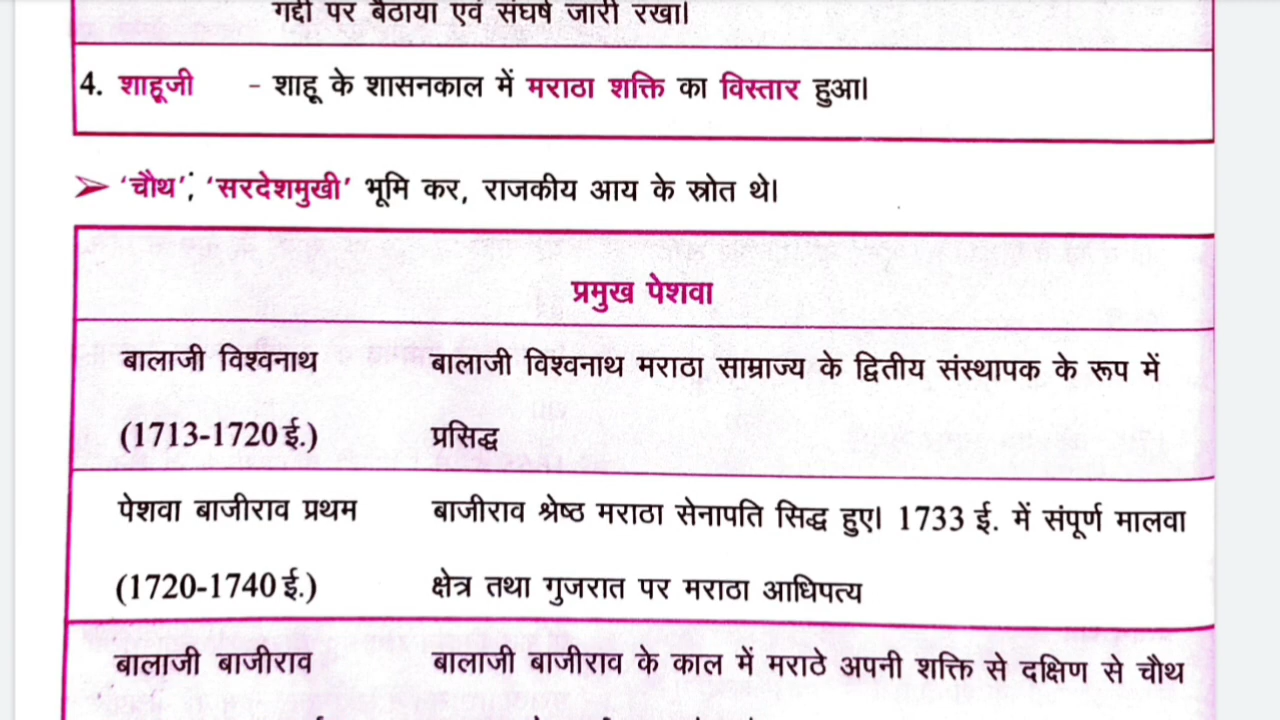 गद्दी पर बैठाया एवं संघर्ष जारी रखा।
4. शाहूजी - शाहू के शासनकाल में मराठा शक्ति का विस्तार हुआ।
➢ ‘चौथ’, ‘सरदेशमुखी’ भूमि कर, राजकीय आय के स्रोत थे।
प्रमुख पेशवा
बालाजी विश्वनाथ बालाजी विश्वनाथ मराठा साम्राज्य के द्वितीय संस्थापक के रूप में
(1713-1720 ई.) प्रसिद्ध
पेशवा बाजीराव प्रथम बाजीराव श्रेष्ठ मराठा सेनापति सिद्ध हुए। 1733 ई. में संपूर्ण मालवा
(1720-1740 ई.) क्षेत्र तथा गुजरात पर मराठा आधिपत्य
बालाजी बाजीराव बालाजी बाजीराव के काल में मराठे अपनी शक्ति से दक्षिण से चौथ